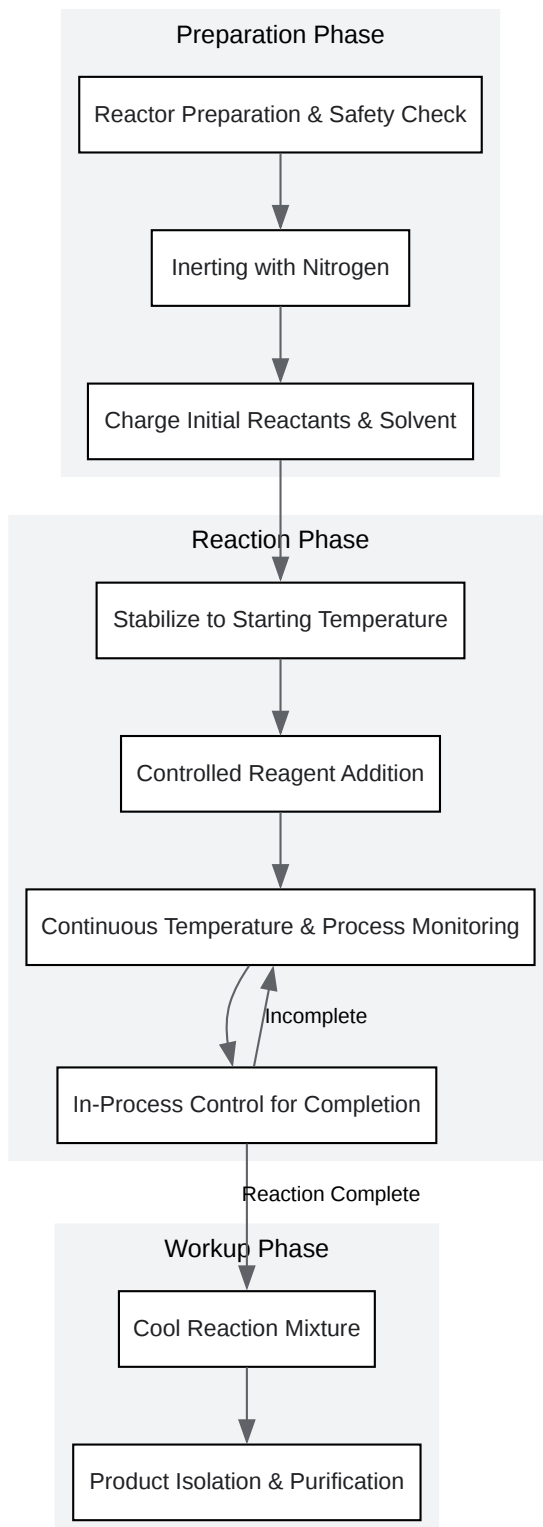 Preparation Phase
Reactor Preparation & Safety Check
Inerting with Nitrogen
Charge Initial Reactants & Solvent
Reaction Phase
Stabilize to Starting Temperature
Controlled Reagent Addition
Continuous Temperature & Process Monitoring
Incomplete
In-Process Control for Completion
Reaction Complete
Workup Phase
Cool Reaction Mixture
Product Isolation & Purification